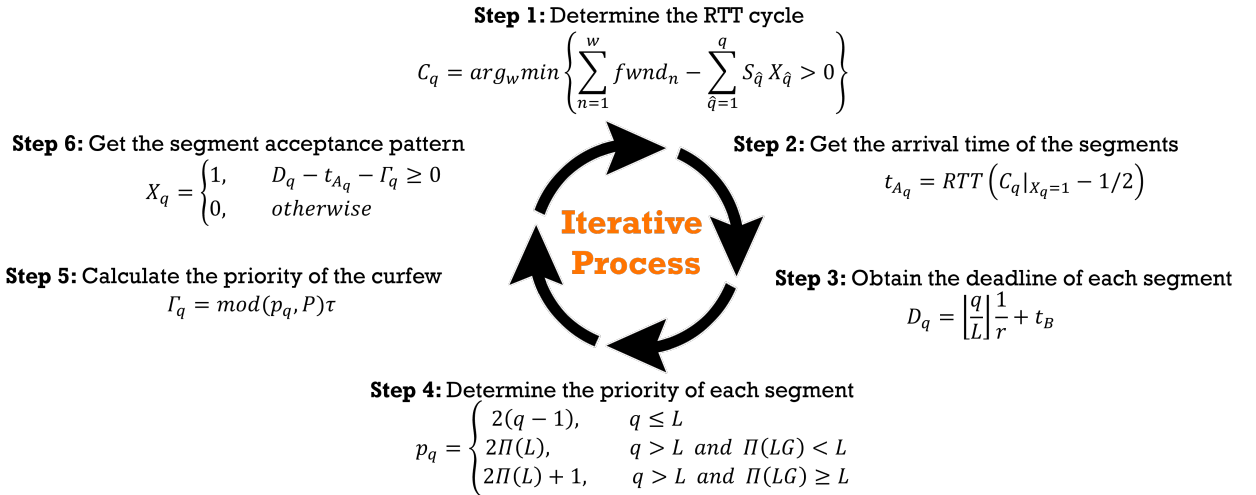 Step 1: Determine the RTT cycle
C_q = arg_w min { ∑_{n=1}^{w} fwnd_n − ∑_{q̂=1}^{q} S_q̂ X_q̂ > 0 }
Step 2: Get the arrival time of the segments
t_{A_q} = RTT ( C_q|_{X_q=1} − 1/2 )
Step 3: Obtain the deadline of each segment
D_q = ⌊q/L⌋ 1/r + t_B
Step 4: Determine the priority of each segment
p_q = { 2(q − 1), q ≤ L
2Π(L), q > L and Π(LG) < L
2Π(L) + 1, q > L and Π(LG) ≥ L
Step 5: Calculate the priority of the curfew
Γ_q = mod(p_q, P)τ
Step 6: Get the segment acceptance pattern
X_q = { 1, D_q − t_{A_q} − Γ_q ≥ 0
0, otherwise
Iterative
Process